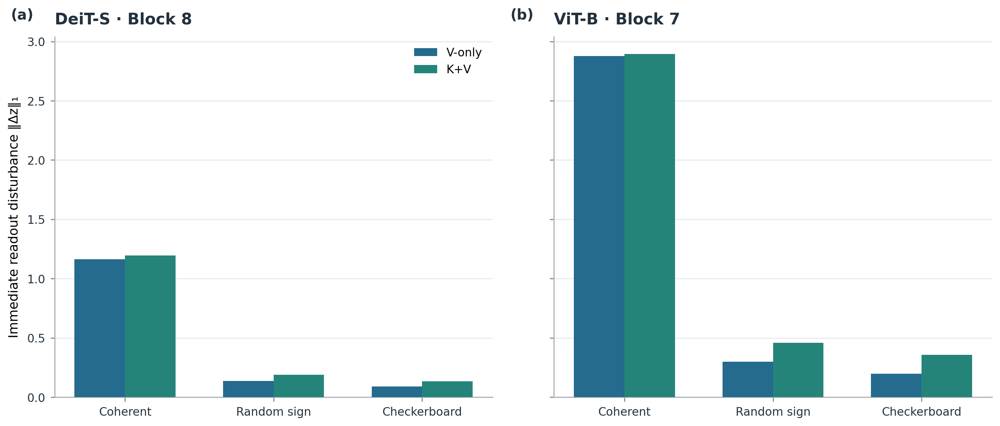 (a)
DeiT-S · Block 8
Immediate readout disturbance ‖Δz‖₁
3.0
2.5
2.0
1.5
1.0
0.5
0.0
V-only
K+V
Coherent
Random sign
Checkerboard
(b)
ViT-B · Block 7
Coherent
Random sign
Checkerboard